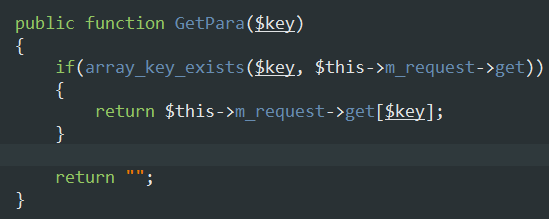 public function GetPara($key)
{
    if(array_key_exists($key, $this->m_request->get))
    {
        return $this->m_request->get[$key];
    }

    return "";
}